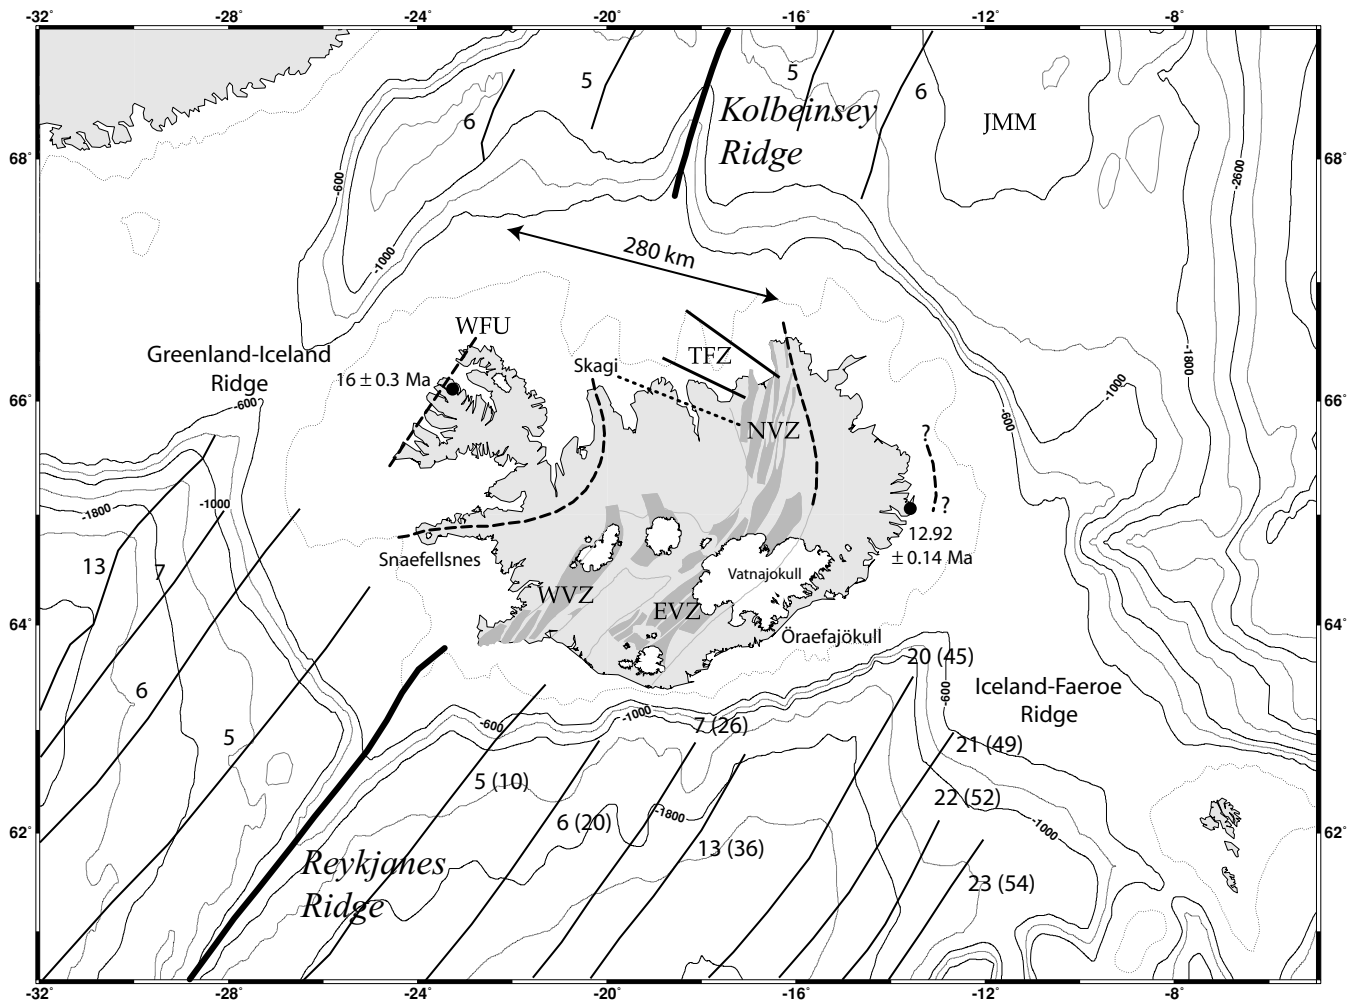 -32˚ -28˚ -24˚ -20˚ -16˚ -12˚ -8˚
5
5
6
6
Kolbeinsey
Ridge
JMM
68˚ 68˚
-600
-2600
-1000
280 km
WFU
Greenland-Iceland
Ridge
TFZ
Skagi
16 ± 0.3 Ma
-1800
-1000
66˚ 66˚
-600
-600
NVZ
?
?
-1000
-1800
12.92
± 0.14 Ma
Snaefellsnes
13
7
Vatnajokull
WVZ
EVZ
64˚ 64˚
Öraefajökull
20 (45)
6
Iceland-Faeroe
Ridge
-600
-600
-1000
7 (26)
5
21 (49)
5 (10)
22 (52)
6 (20)
-1800
-1000
62˚ 62˚
13 (36)
Reykjanes
Ridge
23 (54)
-32˚ -28˚ -24˚ -20˚ -16˚ -12˚ -8˚